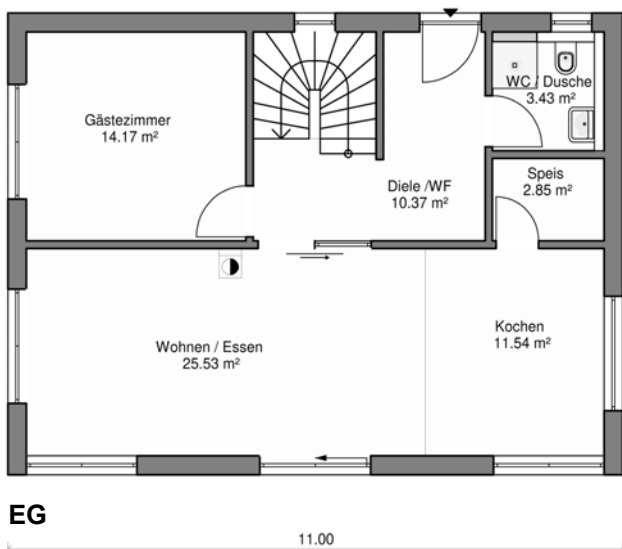 WC / Dusche
3.43 m²
Gästezimmer
14.17 m²
Speis
2.85 m²
Diele /WF
10.37 m²
Kochen
11.54 m²
Wohnen / Essen
25.53 m²
EG
11.00